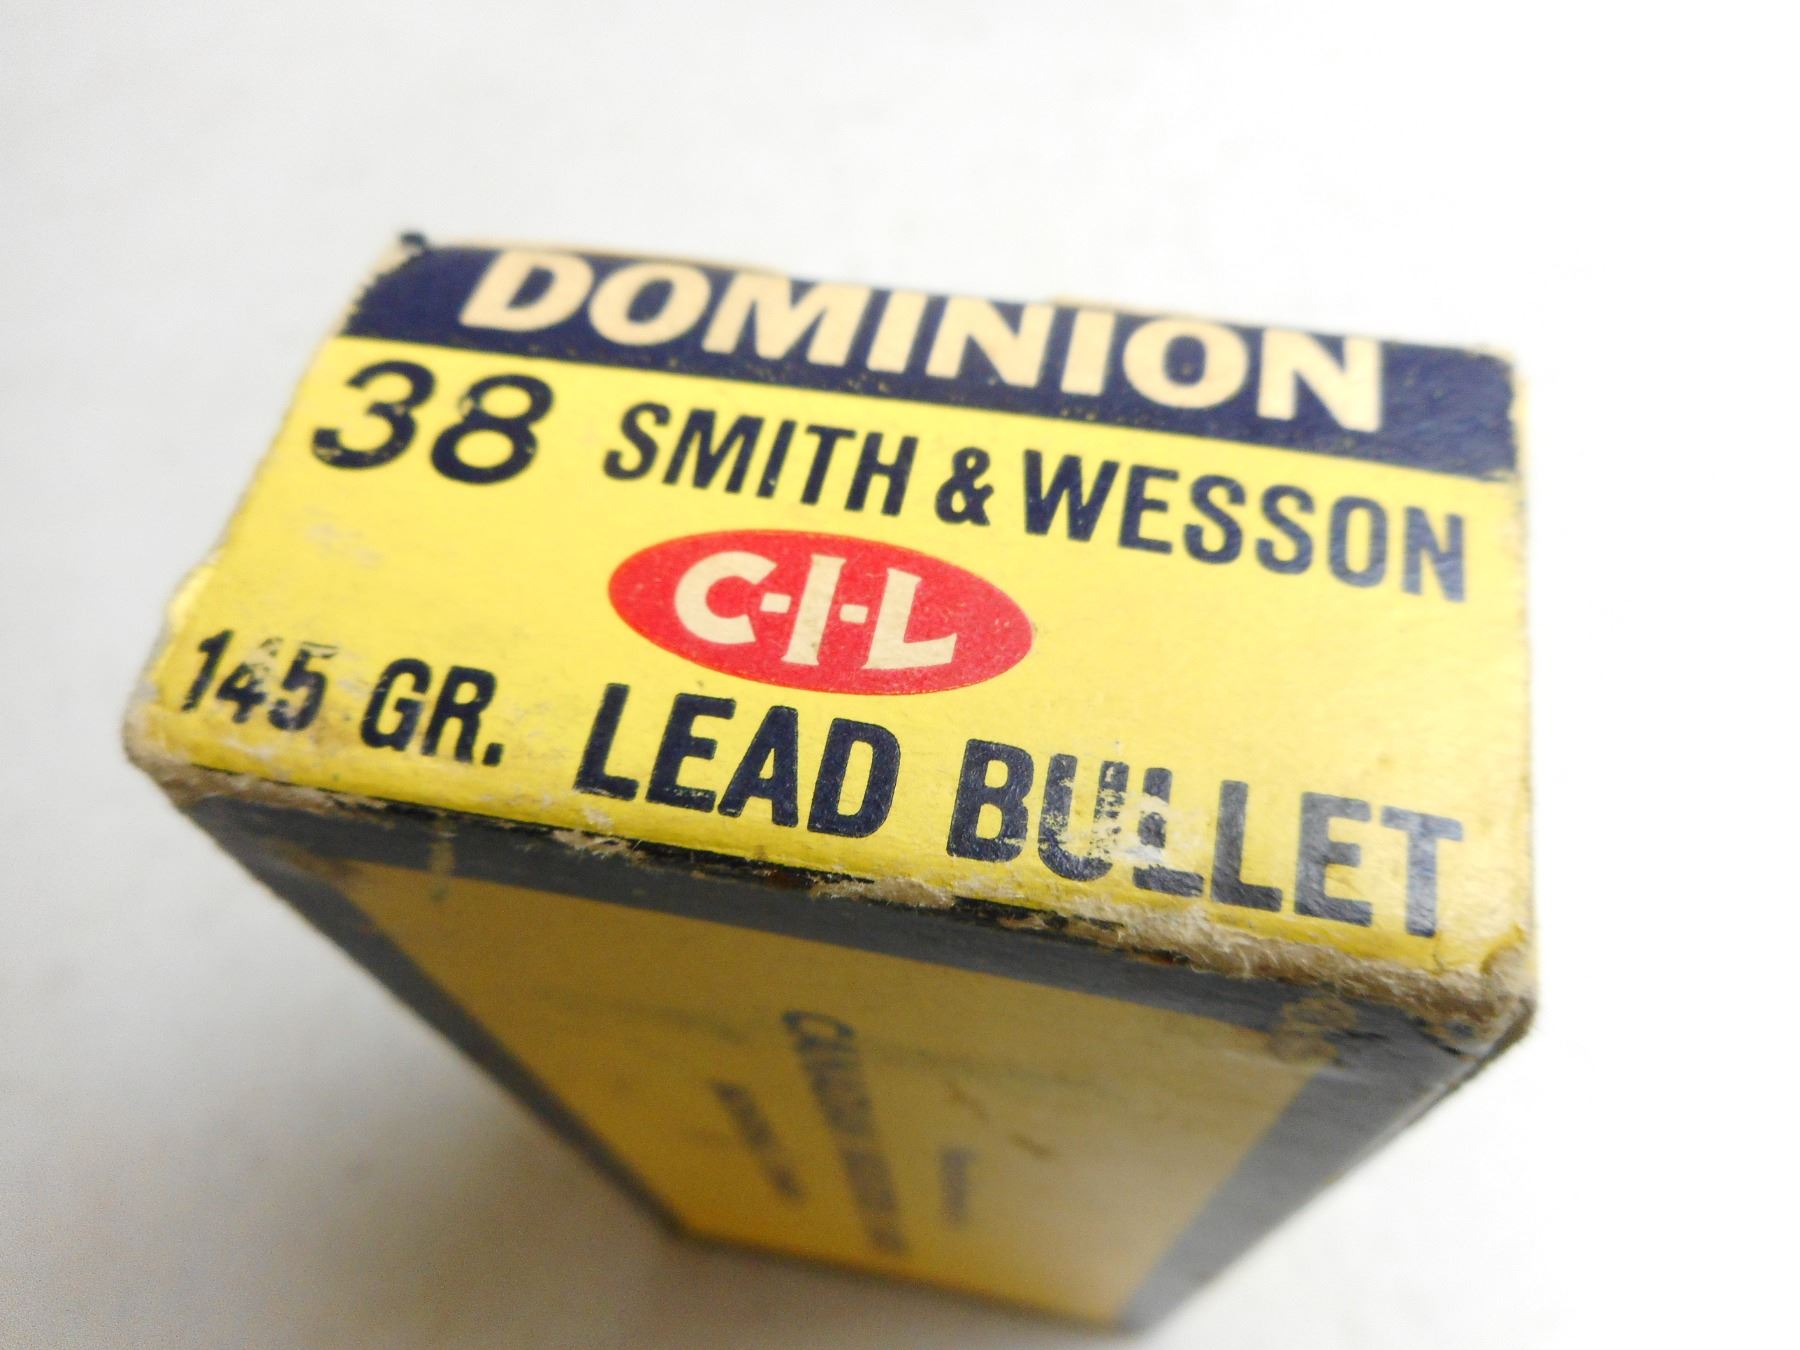 DOMINION
38 SMITH & WESSON
C-I-L
145 GR. LEAD BULLET